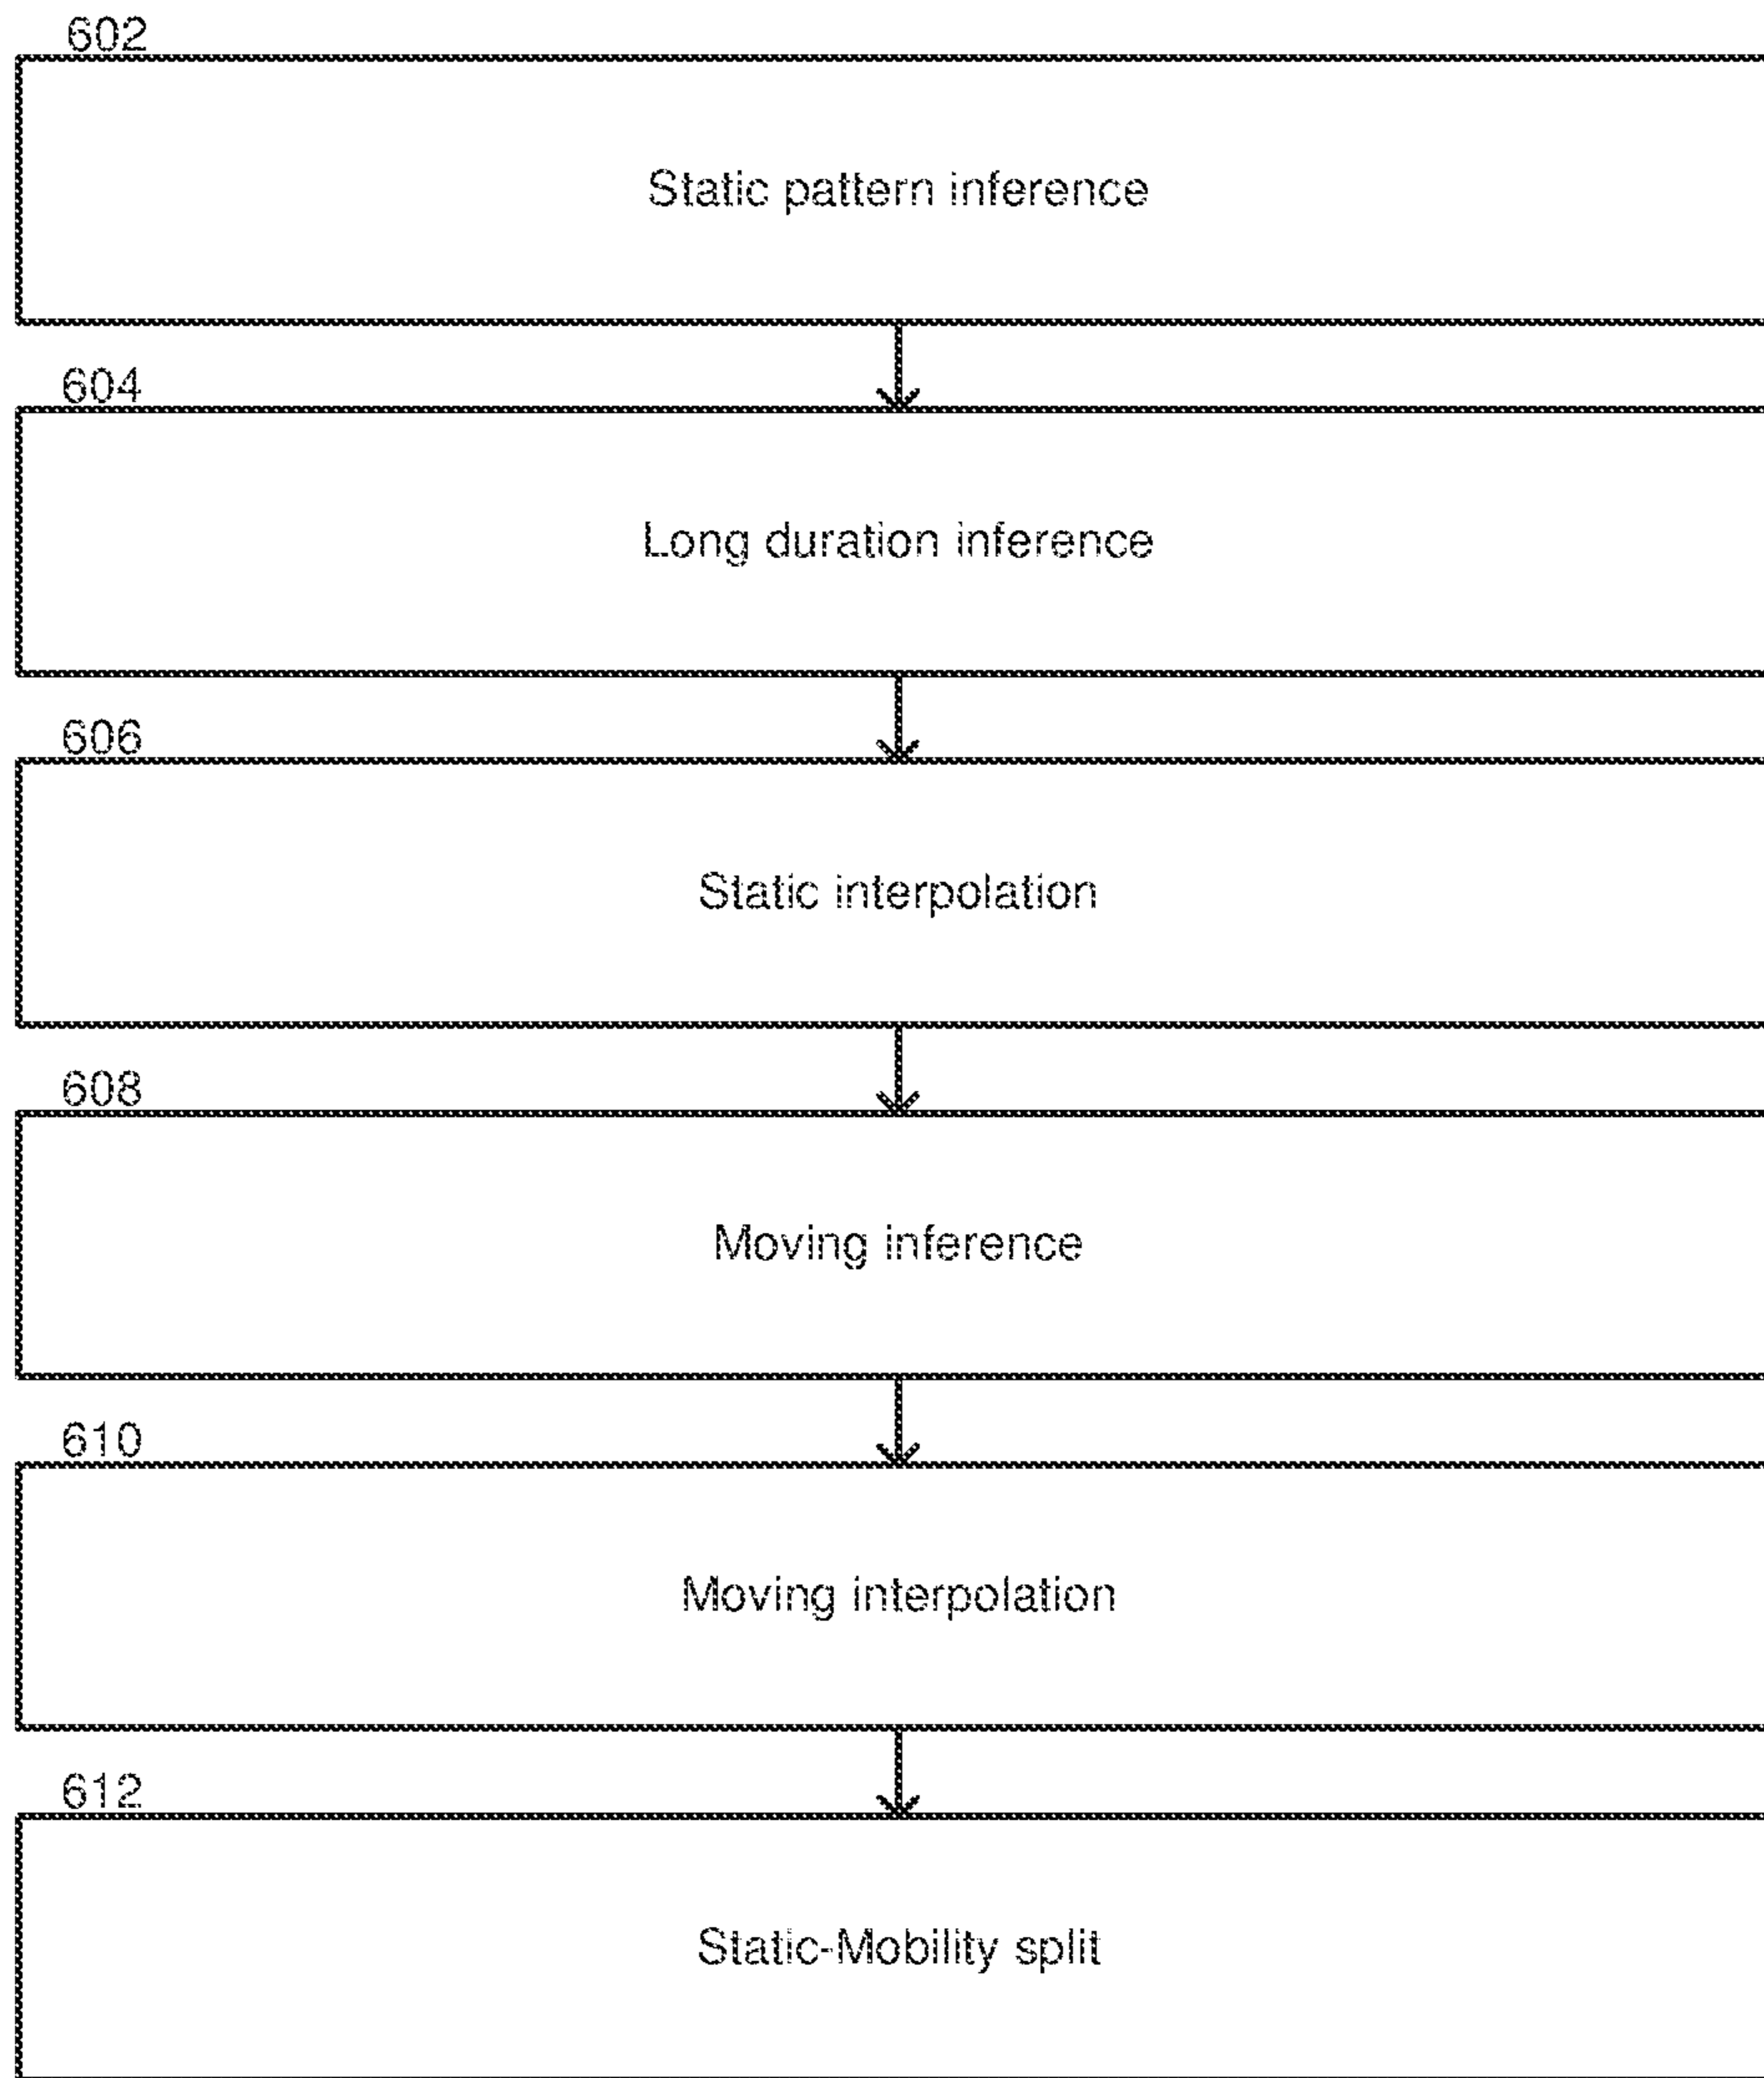 602
Static pattern inference
604
Long duration inference
606
Static interpolation
608
Moving inference
610
Moving interpolation
612
Static-Mobility split